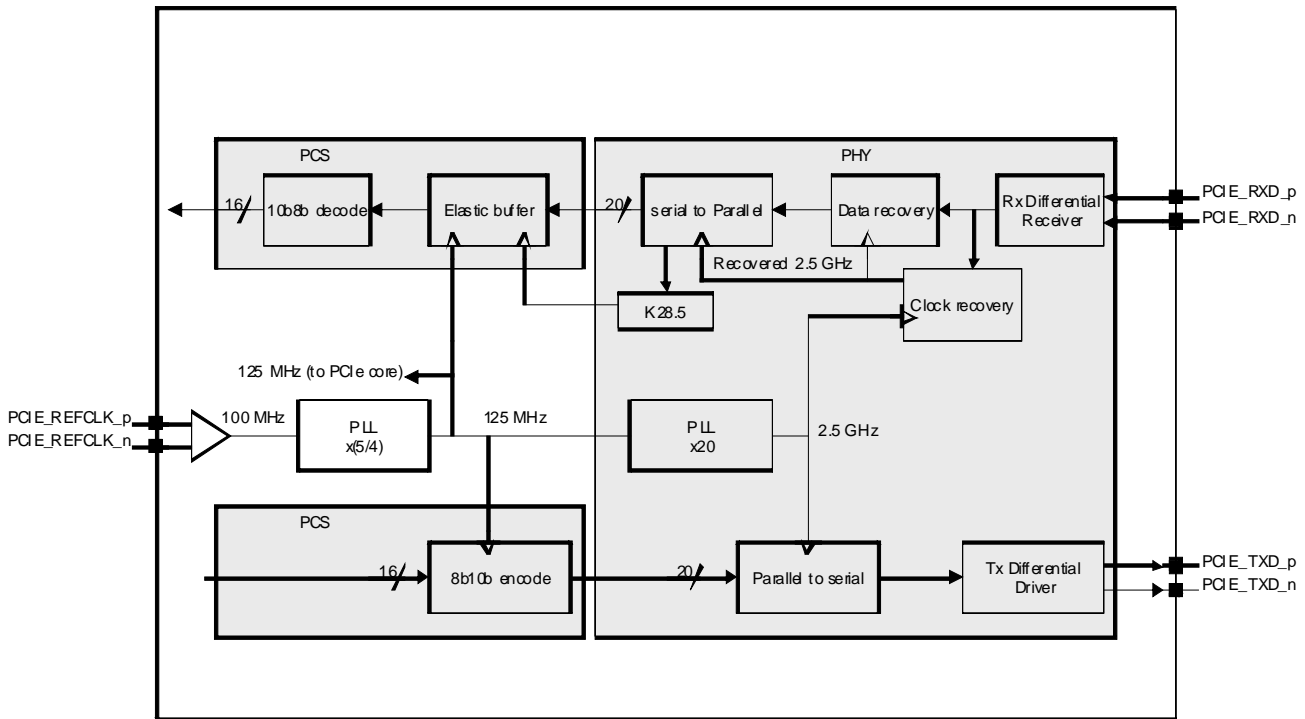 PCS
PHY
16
10b8b decode
Elastic buffer
20
serial to Parallel
Data recovery
Rx Differential
Receiver
PCIE_RXD_p
PCIE_RXD_n
Recovered 2.5 GHz
K28.5
Clock recovery
125 MHz (to PCIe core)
PCIE_REFCLK_p
PCIE_REFCLK_n
100 MHz
PLL
x(5/4)
125 MHz
PLL
x20
2.5 GHz
PCS
16
8b10b encode
20
Parallel to serial
Tx Differential
Driver
PCIE_TXD_p
PCIE_TXD_n